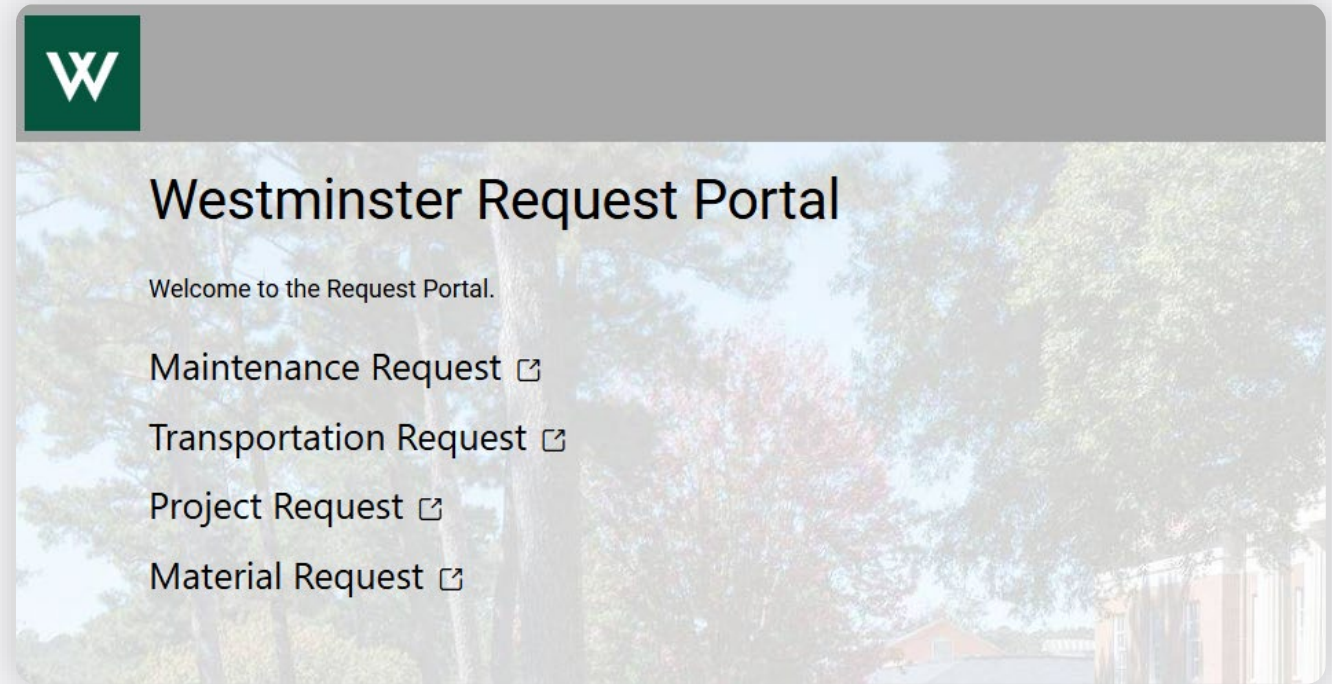 W
Westminster Request Portal
Welcome to the Request Portal.
Maintenance Request
Transportation Request
Project Request
Material Request